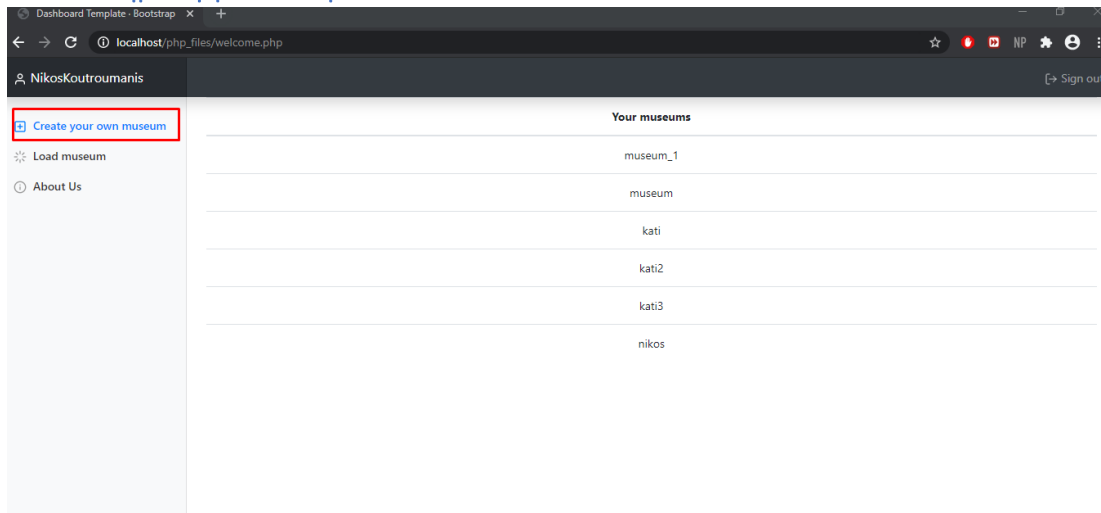 Dashboard Template · Bootstrap
localhost/php_files/welcome.php
NP
NikosKoutroumanis
Sign out
Create your own museum
Load museum
About Us
Your museums
museum_1
museum
kati
kati2
kati3
nikos